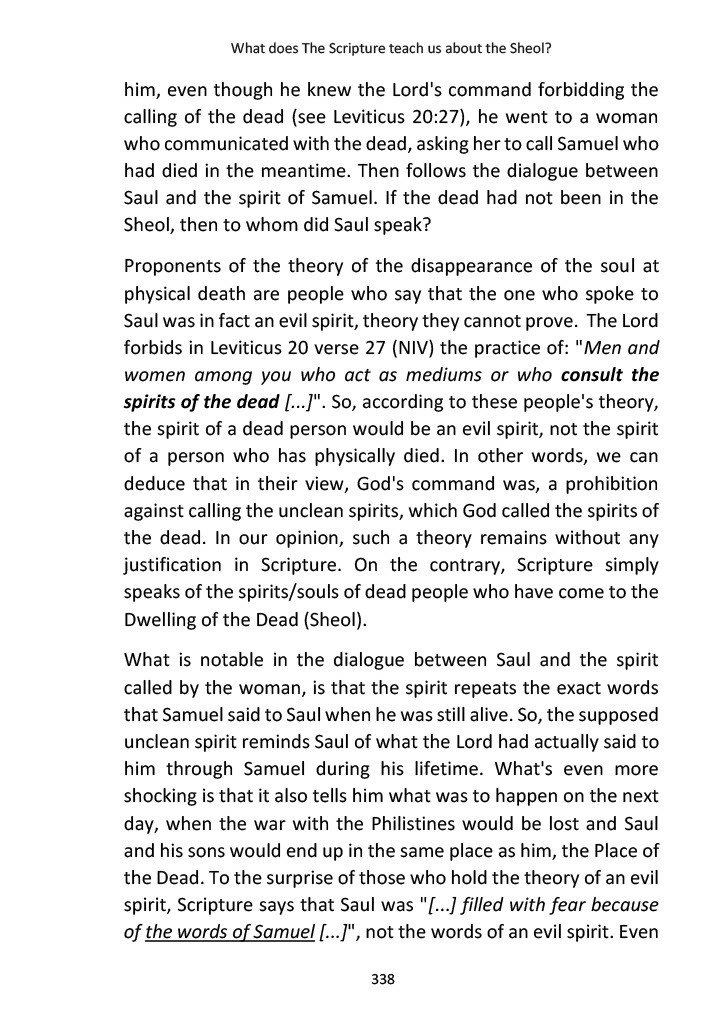 What does The Scripture teach us about the Sheol?
him, even though he knew the Lord's command forbidding the
calling of the dead (see Leviticus 20:27), he went to a woman
who communicated with the dead, asking her to call Samuel who
had died in the meantime. Then follows the dialogue between
Saul and the spirit of Samuel. If the dead had not been in the
Sheol, then to whom did Saul speak?
Proponents of the theory of the disappearance of the soul at
physical death are people who say that the one who spoke to
Saul was in fact an evil spirit, theory they cannot prove. The Lord
forbids in Leviticus 20 verse 27 (NIV) the practice of: "Men and
women among you who act as mediums or who consult the
spirits of the dead [...]". So, according to these people's theory,
the spirit of a dead person would be an evil spirit, not the spirit
of a person who has physically died. In other words, we can
deduce that in their view, God's command was, a prohibition
against calling the unclean spirits, which God called the spirits of
the dead. In our opinion, such a theory remains without any
justification in Scripture. On the contrary, Scripture simply
speaks of the spirits/souls of dead people who have come to the
Dwelling of the Dead (Sheol).
What is notable in the dialogue between Saul and the spirit
called by the woman, is that the spirit repeats the exact words
that Samuel said to Saul when he was still alive. So, the supposed
unclean spirit reminds Saul of what the Lord had actually said to
him through Samuel during his lifetime. What's even more
shocking is that it also tells him what was to happen on the next
day, when the war with the Philistines would be lost and Saul
and his sons would end up in the same place as him, the Place of
the Dead. To the surprise of those who hold the theory of an evil
spirit, Scripture says that Saul was "[...] filled with fear because
of the words of Samuel [...]", not the words of an evil spirit. Even
338